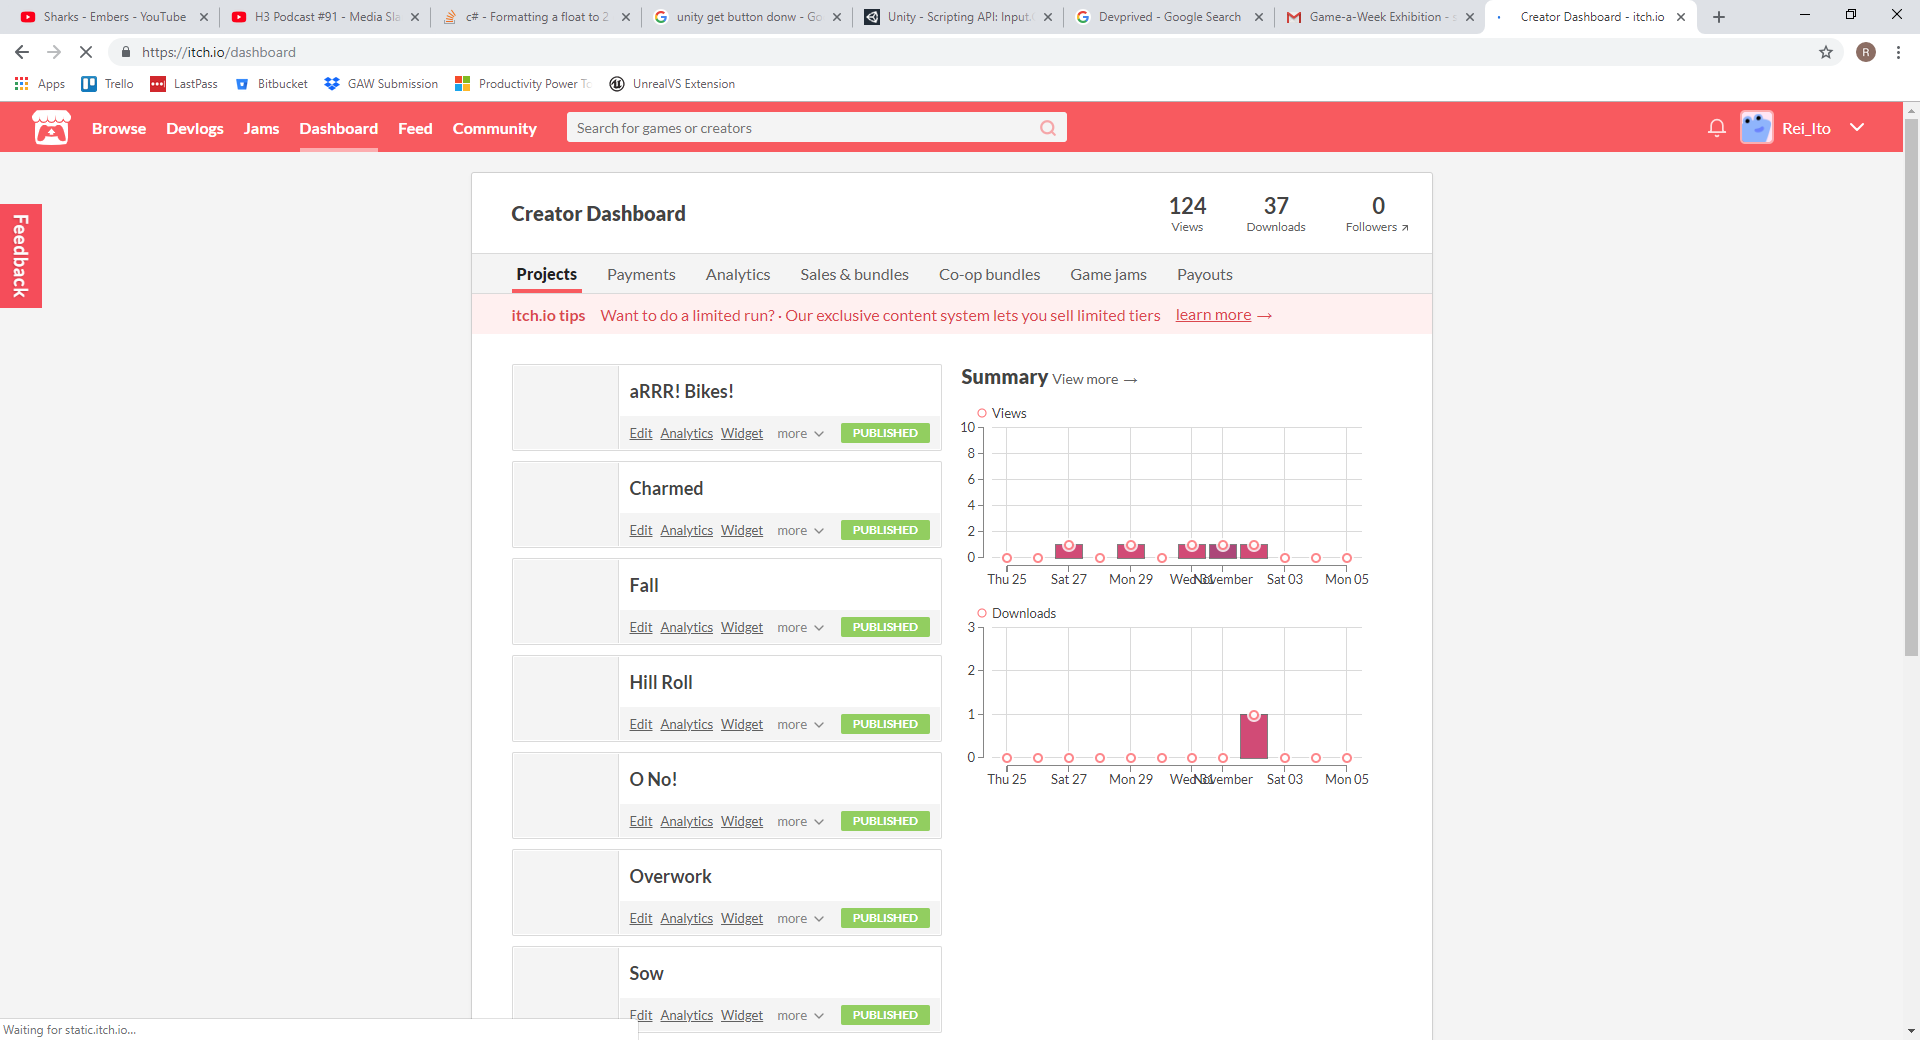 Sharks - Embers - YouTube
H3 Podcast #91 - Media Sla
c# - Formatting a float to 2
unity get button donw - Go
Unity - Scripting API: Input.
Devprived - Google Search
Game-a-Week Exhibition -
Creator Dashboard - itch.io
https://itch.io/dashboard
R
Apps
Trello
LastPass
Bitbucket
GAW Submission
Productivity Power To
UnrealVS Extension
Browse
Devlogs
Jams
Dashboard
Feed
Community
Search for games or creators
Rei_Ito
Feedback
Creator Dashboard
124
Views
37
Downloads
0
Followers
Projects
Payments
Analytics
Sales & bundles
Co-op bundles
Game jams
Payouts
itch.io tips Want to do a limited run? · Our exclusive content system lets you sell limited tiers learn more →
aRRR! Bikes!
Edit Analytics Widget more PUBLISHED
Charmed
Edit Analytics Widget more PUBLISHED
Fall
Edit Analytics Widget more PUBLISHED
Hill Roll
Edit Analytics Widget more PUBLISHED
O No!
Edit Analytics Widget more PUBLISHED
Overwork
Edit Analytics Widget more PUBLISHED
Sow
Edit Analytics Widget more PUBLISHED
Summary View more →
Views
10
8
6
4
2
0
Thu 25 Sat 27 Mon 29 Wed 31 November Sat 03 Mon 05
Downloads
3
2
1
0
Thu 25 Sat 27 Mon 29 Wed 31 November Sat 03 Mon 05
Waiting for static.itch.io...